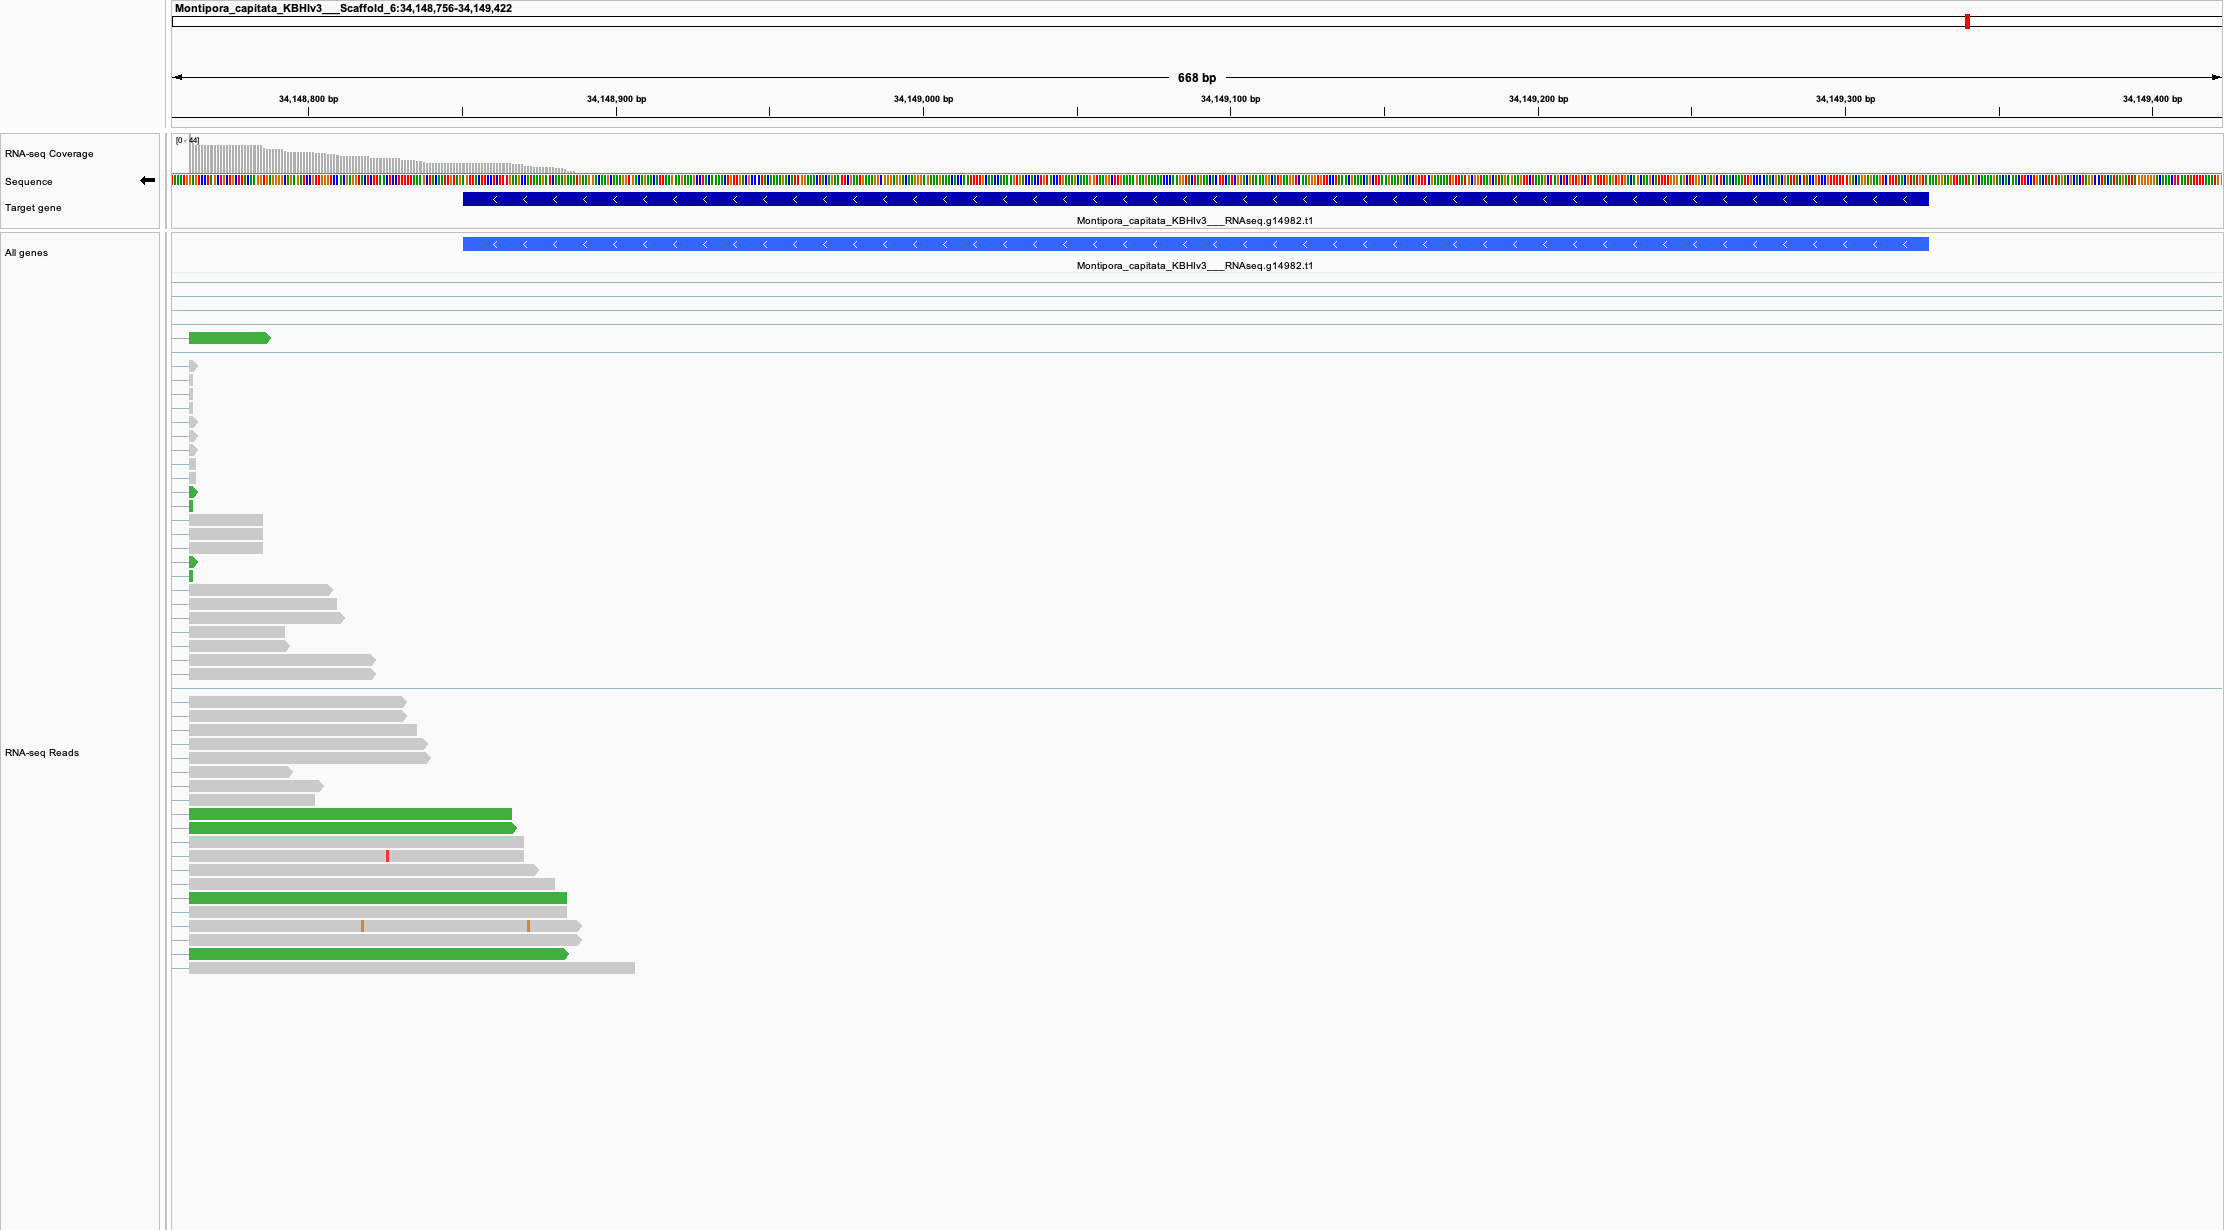 Montipora_capitata_KBHIv3___Scaffold_6:34,148,756-34,149,422
668 bp
34,148,800 bp 34,148,900 bp 34,149,000 bp 34,149,100 bp 34,149,200 bp 34,149,300 bp 34,149,400 bp
[0 - 44]
RNA-seq Coverage
Sequence
Target gene
Montipora_capitata_KBHIv3___RNAseq.g14982.t1
All genes
Montipora_capitata_KBHIv3___RNAseq.g14982.t1
RNA-seq Reads